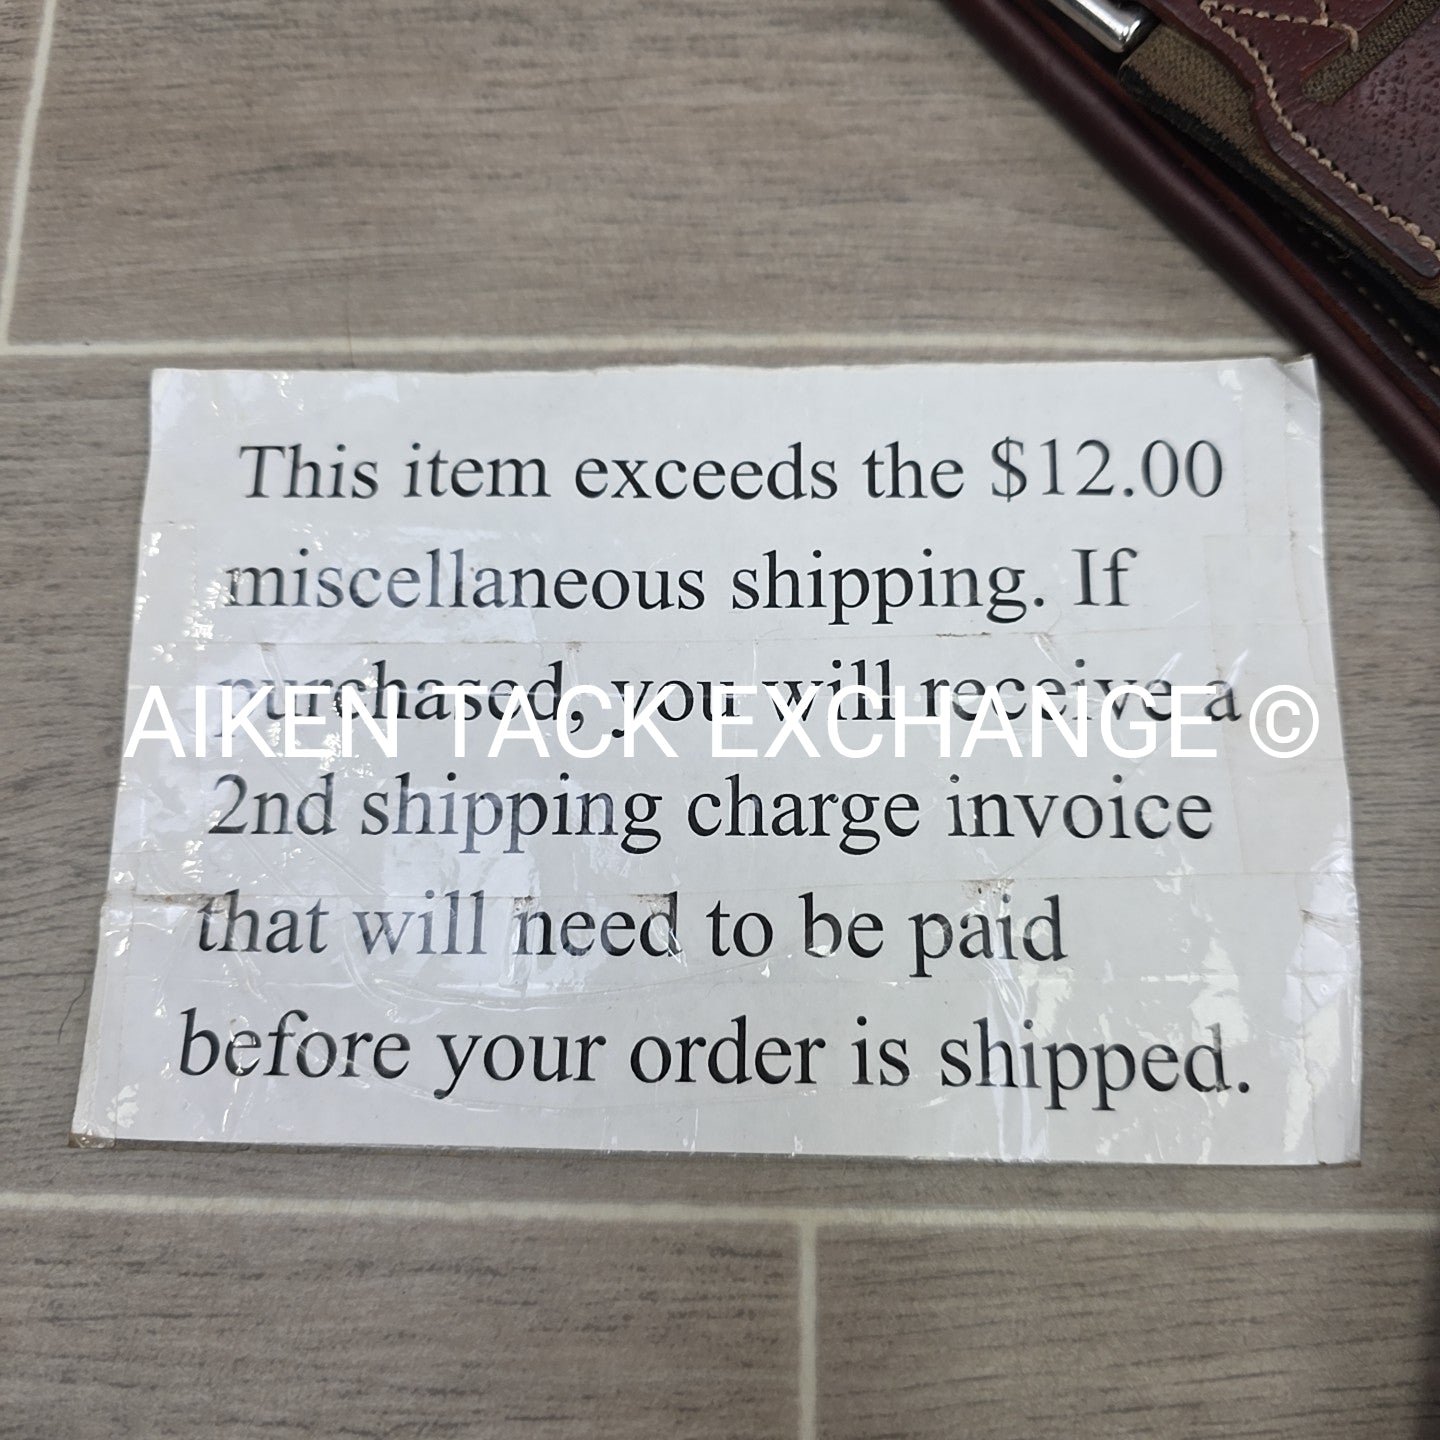 This item exceeds the $12.00
miscellaneous shipping. If
purchased, you will receive a
AIKEN TACK EXCHANGE ©
2nd shipping charge invoice
that will need to be paid
before your order is shipped.